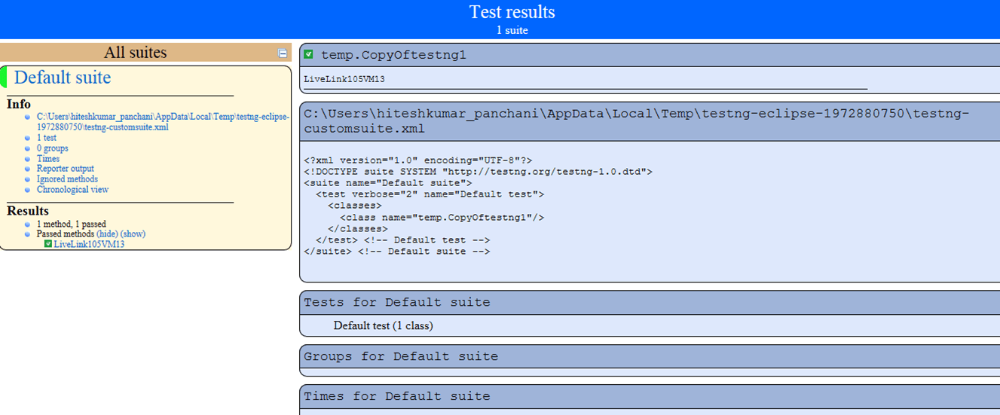 Test results
1 suite
All suites
Default suite
Info
C:\Users\hiteshkumar_panchani\AppData\Local\Temp\testng-eclipse-
1972880750\testng-customsuite.xml
1 test
0 groups
Times
Reporter output
Ignored methods
Chronological view
Results
1 method, 1 passed
Passed methods (hide) (show)
LiveLink105VM13
temp.CopyOftestng1
LiveLink105VM13
C:\Users\hiteshkumar_panchani\AppData\Local\Temp\testng-eclipse-1972880750\testng-
customsuite.xml
<?xml version="1.0" encoding="UTF-8"?>
<!DOCTYPE suite SYSTEM "http://testng.org/testng-1.0.dtd">
<suite name="Default suite">
  <test verbose="2" name="Default test">
    <classes>
      <class name="temp.CopyOftestng1"/>
    </classes>
  </test> <!-- Default test -->
</suite> <!-- Default suite -->
Tests for Default suite
Default test (1 class)
Groups for Default suite
Times for Default suite